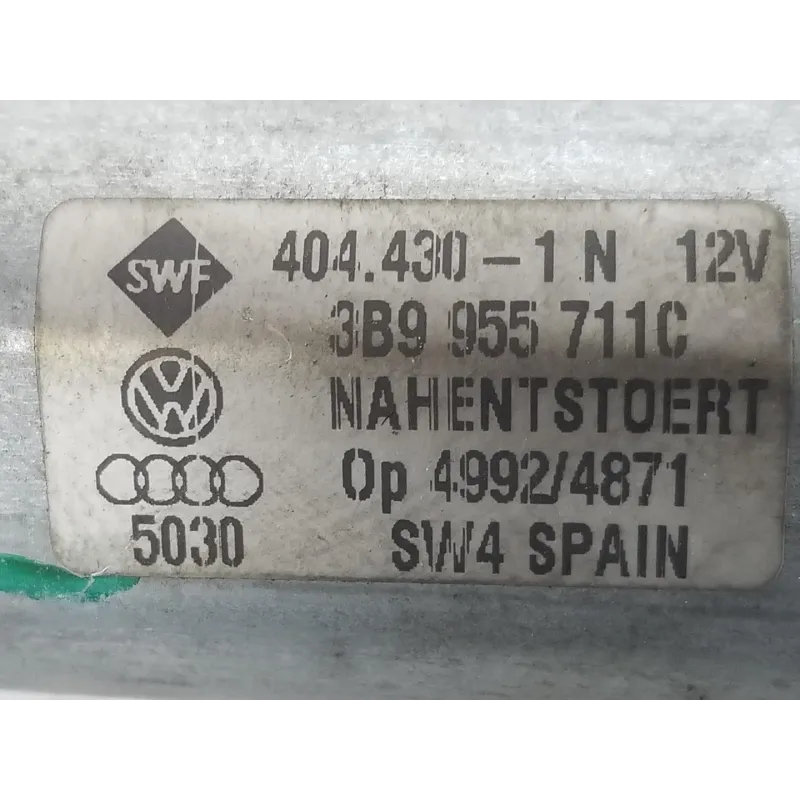 SWF 404.430-1 N 12V
3B9 955 711C
NAHENTSTOERT
Op 4992/4871
5030 SW4 SPAIN